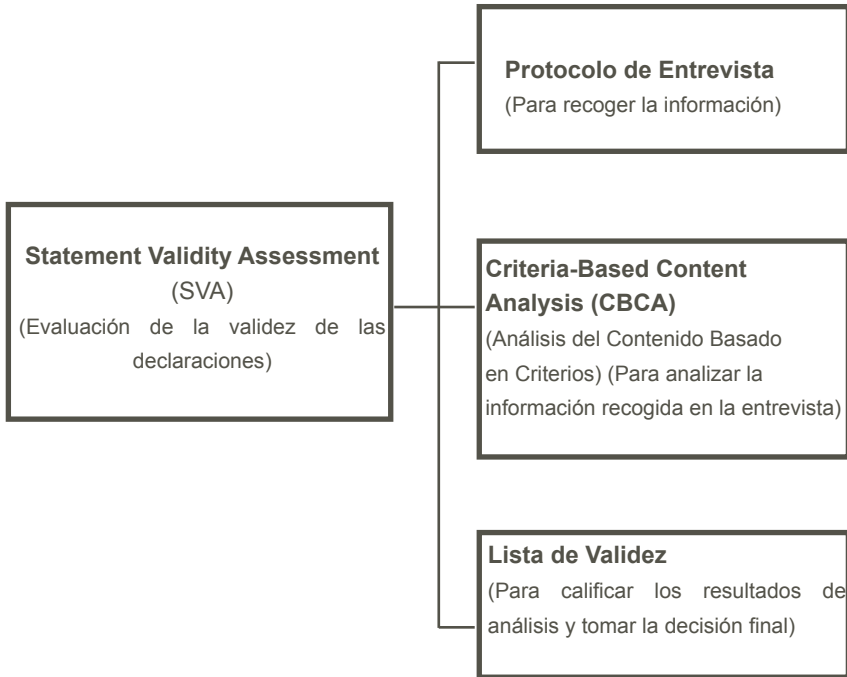 Protocolo de Entrevista
(Para recoger la información)
Statement Validity Assessment
(SVA)
(Evaluación de la validez de las
declaraciones)
Criteria-Based Content
Analysis (CBCA)
(Análisis del Contenido Basado
en Criterios) (Para analizar la
información recogida en la entrevista)
Lista de Validez
(Para calificar los resultados de
análisis y tomar la decisión final)